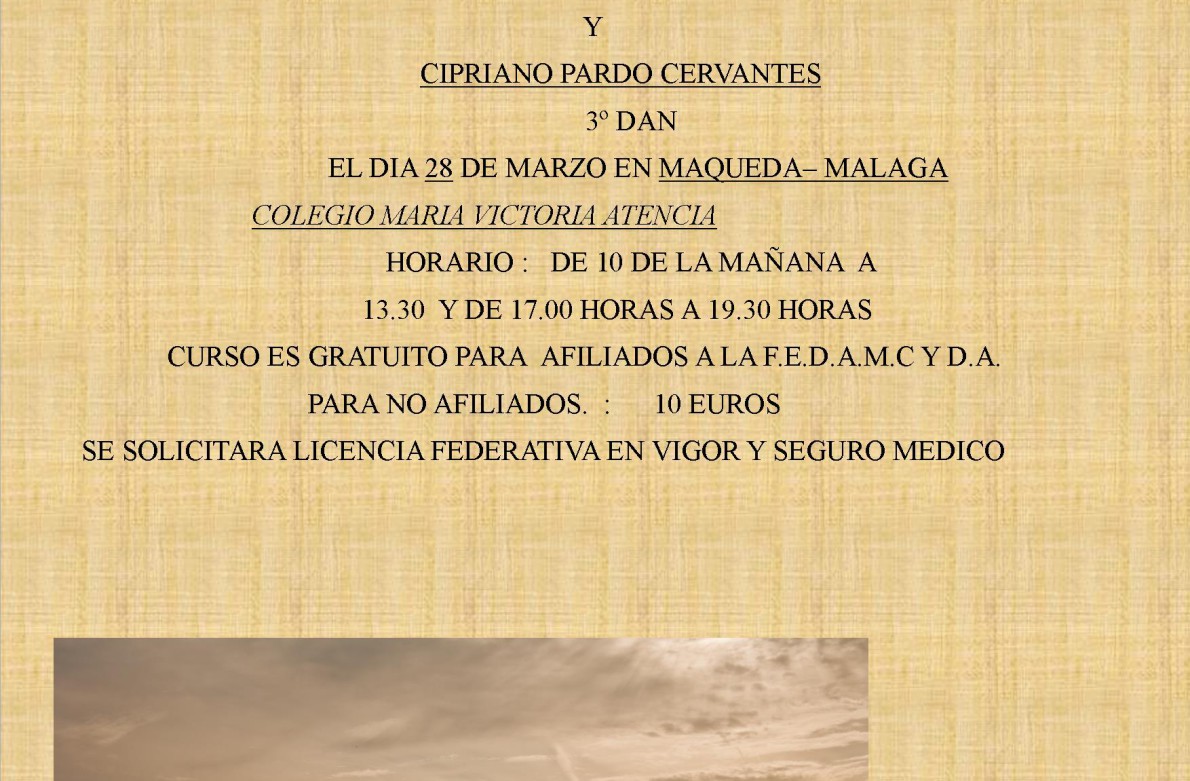 Y
CIPRIANO PARDO CERVANTES
3º DAN
EL DIA 28 DE MARZO EN MAQUEDA– MALAGA
COLEGIO MARIA VICTORIA ATENCIA
HORARIO : DE 10 DE LA MAÑANA A
13.30 Y DE 17.00 HORAS A 19.30 HORAS
CURSO ES GRATUITO PARA AFILIADOS A LA F.E.D.A.M.C Y D.A.
PARA NO AFILIADOS. : 10 EUROS
SE SOLICITARA LICENCIA FEDERATIVA EN VIGOR Y SEGURO MEDICO